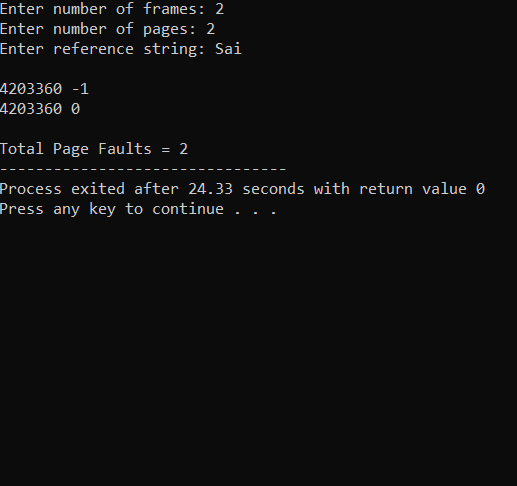 Enter number of frames: 2
Enter number of pages: 2
Enter reference string: Sai
4203360 -1
4203360 0
Total Page Faults = 2
--------------------------------
Process exited after 24.33 seconds with return value 0
Press any key to continue . . .